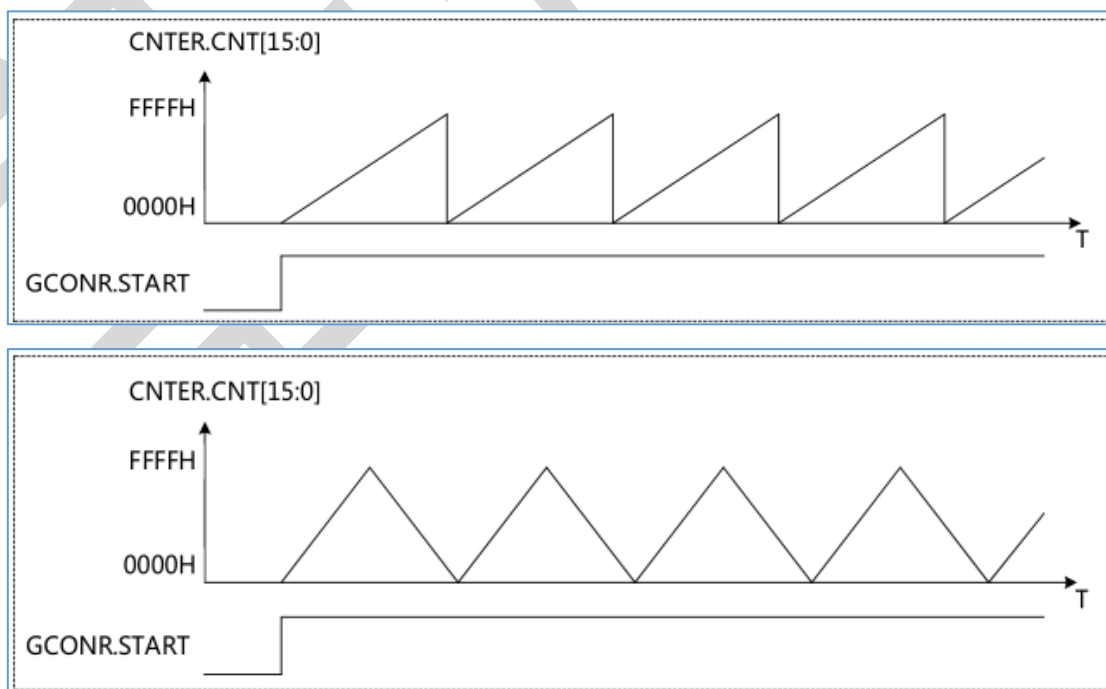 CNTER.CNT[15:0]
FFFFH
0000H
T
GCONR.START
CNTER.CNT[15:0]
FFFFH
0000H
T
GCONR.START